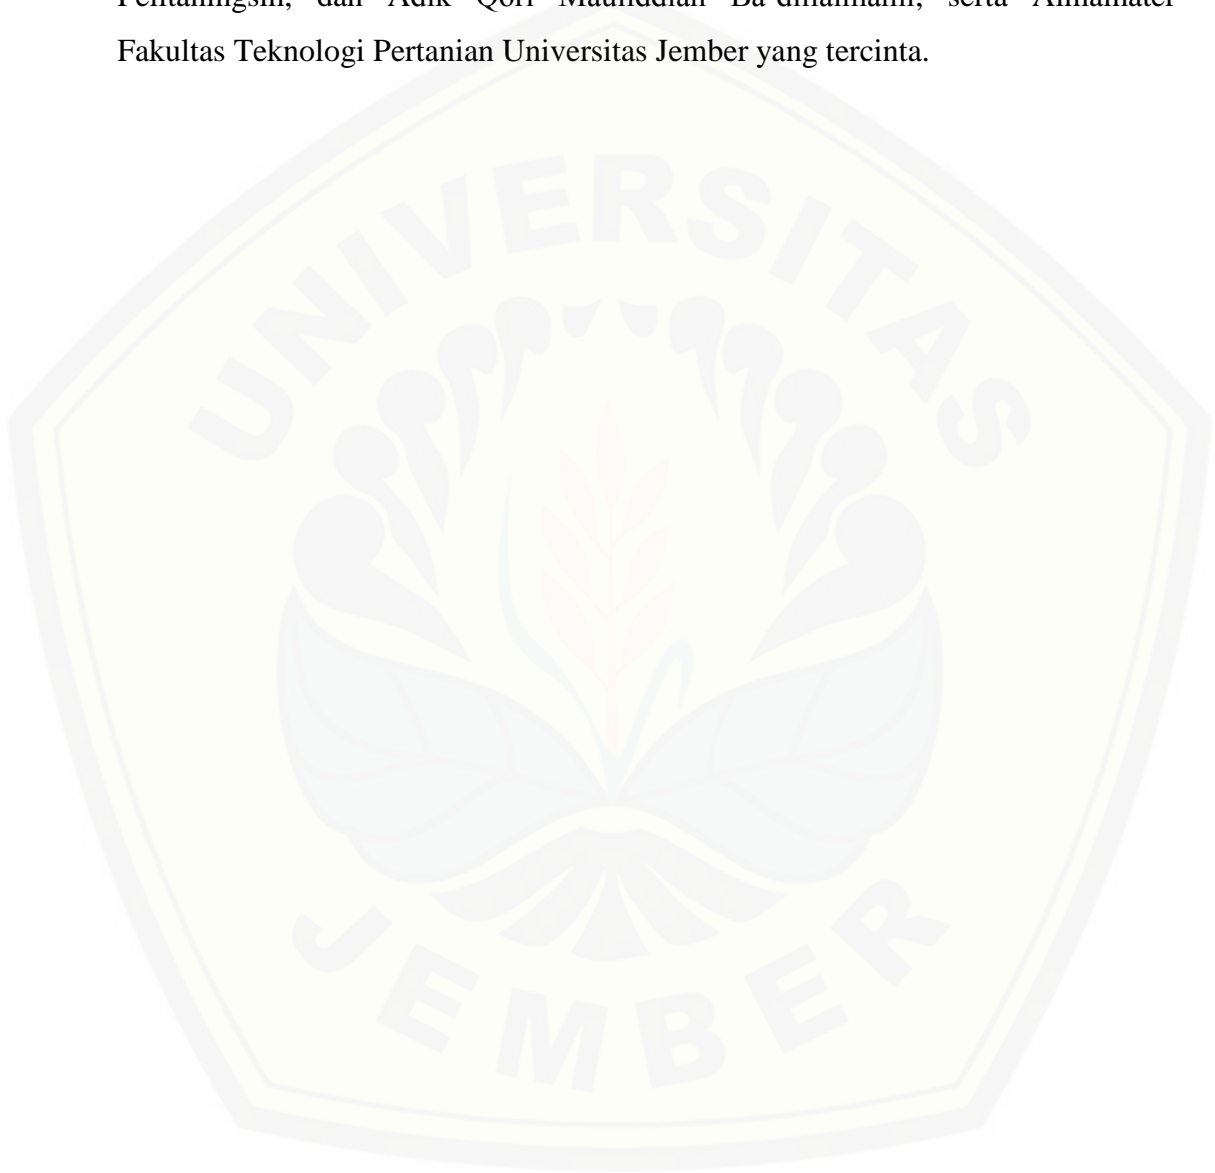 dan Adik Qori serta Almamater
Fakultas Teknologi Pertanian Universitas Jember yang tercinta.
UNIVERSITAS
JEMBER